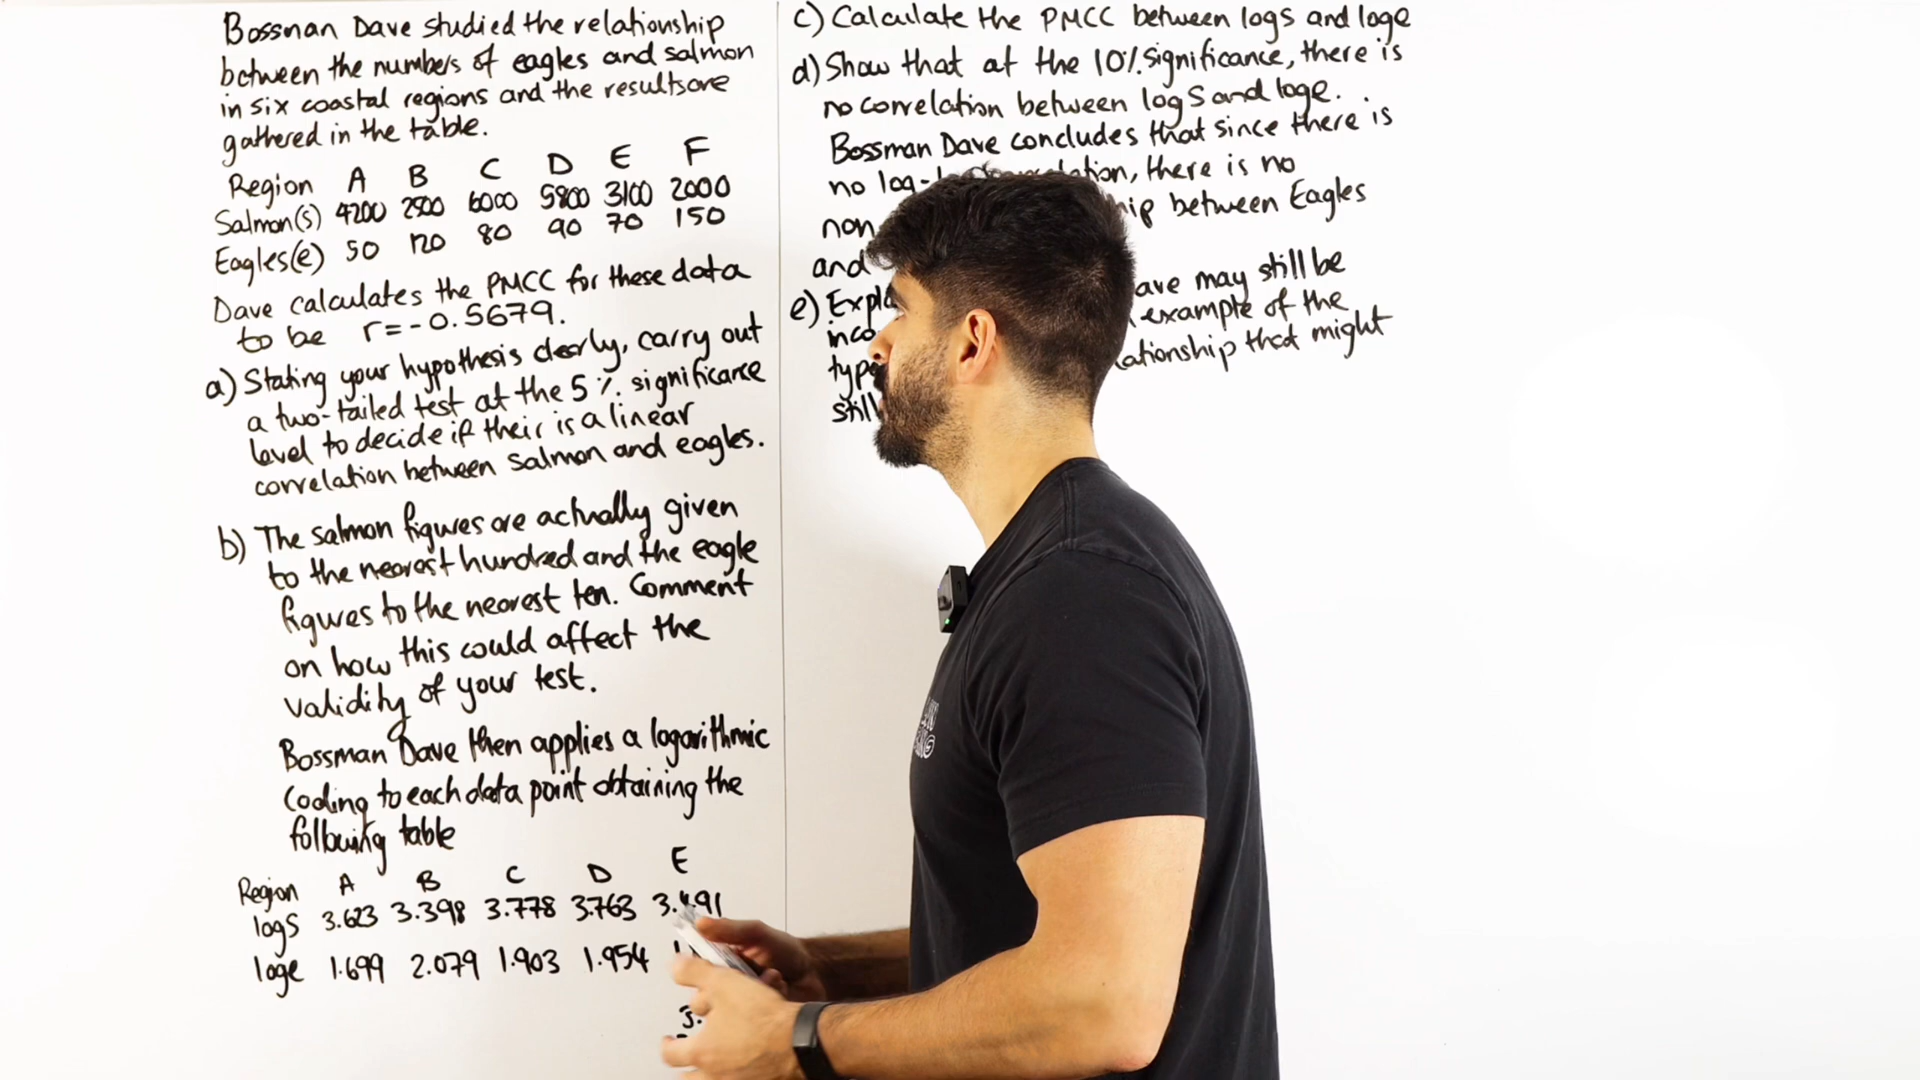 Bossman Dave studied the relationship
between the numbers of eagles and salmon
in six coastal regions and the results are
gathered in the table.
Region A B C D E F
Salmon(s) 4200 2500 6000 5800 3100 2000
Eagles(e) 50 120 80 90 70 150
Dave calculates the PMCC for these data
to be r=-0.5679.
a) Stating your hypothesis clearly, carry out
a two-tailed test at the 5% significance
level to decide if their is a linear
correlation between salmon and eagles.
b) The salmon figures are actually given
to the nearest hundred and the eagle
figures to the nearest ten. Comment
on how this could affect the
validity of your test.
Bossman Dave then applies a logarithmic
coding to each data point obtaining the
following table
Region A B C D E
logS 3.623 3.398 3.778 3.763 3.491
loge 1.699 2.079 1.903 1.954
3.
c) Calculate the PMCC between logS and loge
d) Show that at the 10% significance, there is
no correlation between logS and loge.
Bossman Dave concludes that since there is
no log- there is no
non between Eagles
and
e) may still be
example of the
that might